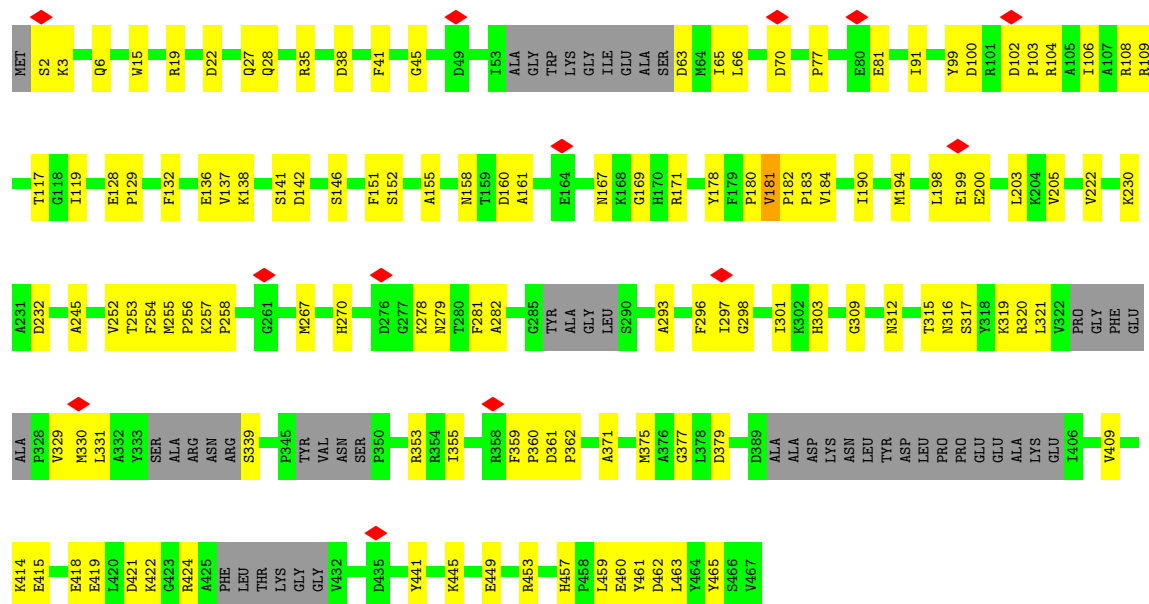 MET S2 K3 Q6 W15 R19 D22 Q27 Q28 R35 D38 F41 G45 D49 I53 ALA GLY TRP LYS GLY ILE GLU ALA SER D63 M64 I65 L66 D70 P77 E80 E81 I91 Y99 D100 R101 D102 P103 R104 A105 I106 A107 R108 R109
T117 G118 I119 E128 P129 F132 E136 V137 K138 S141 D142 S146 F151 S152 A155 N158 T159 D160 A161 E164 N167 K168 G169 H170 R171 Y178 F179 P180 V181 P182 P183 V184 I190 M194 L198 E199 E200 L203 K204 V205 V222 K230
A231 D232 A245 V252 T253 F254 M255 P256 K257 P258 G261 M267 H270 D276 G277 K278 N279 T280 F281 A282 G285 TYR ALA GLY LEU S290 A293 F296 L297 G298 I301 K302 H303 G309 N312 T315 N316 S317 Y318 K319 R320 L321 V322 PRO GLY PHE GLU
ALA P328 V329 M330 L331 A332 Y333 SER ALA ARG ASN ARG S339 P345 TYR VAL ASN SER P350 R353 R354 I355 R358 F359 P360 D361 P362 A371 M375 A376 G377 L378 D379 D389 ALA ALA ASP LYS ASN LEU TYR ASP LEU PRO PRO GLU GLU ALA LYS GLU I406 V409
K414 E415 E418 E419 L420 D421 K422 G423 R424 A425 PHE LEU THR LYS GLY GLY V432 D435 Y441 K445 E449 R453 H457 P458 L459 E460 Y461 D462 L463 Y464 Y465 S466 V467